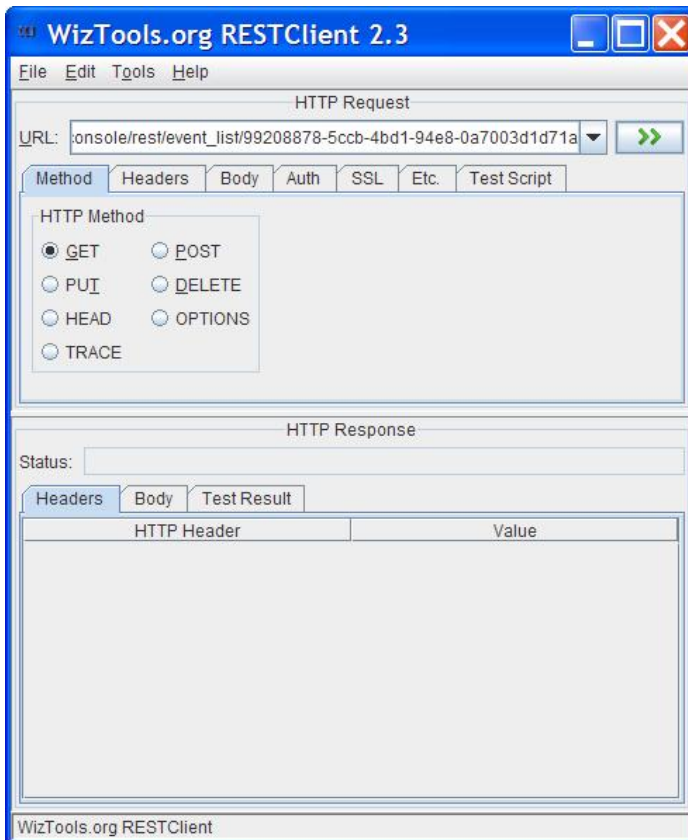 WizTools.org RESTClient 2.3
File Edit Tools Help
HTTP Request
URL: :onsole/rest/event_list/99208878-5ccb-4bd1-94e8-0a7003d1d71a
Method Headers Body Auth SSL Etc. Test Script
HTTP Method
GET POST
PUT DELETE
HEAD OPTIONS
TRACE
HTTP Response
Status:
Headers Body Test Result
HTTP Header Value
WizTools.org RESTClient